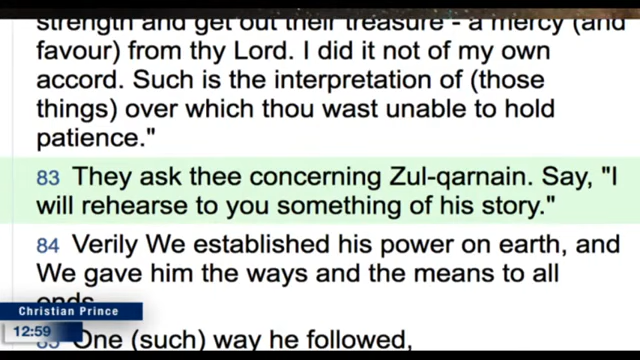 strength and get out their treasure - a mercy (and
favour) from thy Lord. I did it not of my own
accord. Such is the interpretation of (those
things) over which thou wast unable to hold
patience."
83 They ask thee concerning Zul-qarnain. Say, "I
will rehearse to you something of his story."
84 Verily We established his power on earth, and
We gave him the ways and the means to all
ends.
Christian Prince
12:59
85 One (such) way he followed,